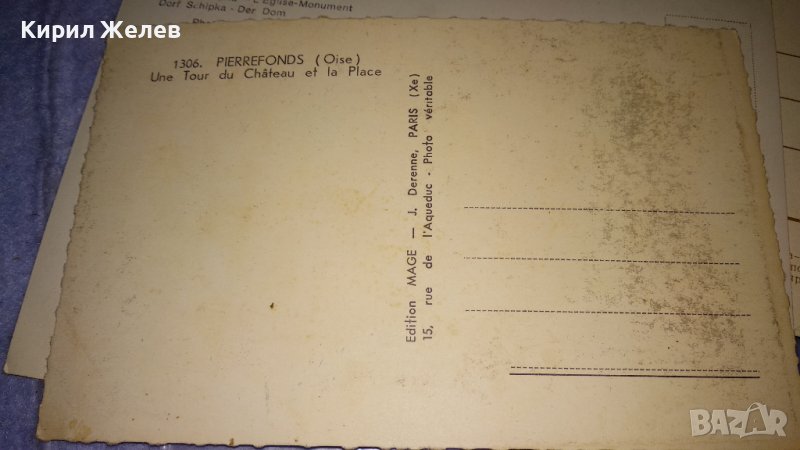 Кирил Желев
L'Eglise-Monument
Dorf Schipka - Der Dom
1306. PIERREFONDS (Oise)
Une Tour du Château et la Place
Edition MAGE — J. Derenne, PARIS (Xe)
15, rue de l'Aqueduc - Photo véritable
BAZAR